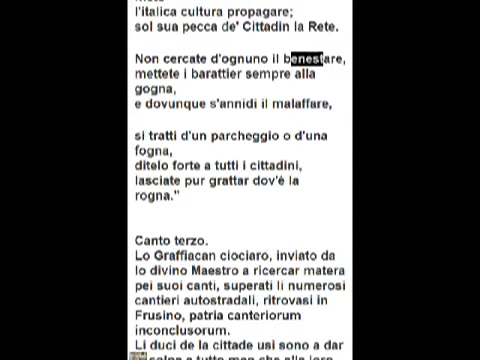 l'italica cultura propagare;
sol sua pecca de' Cittadin la Rete.
Non cercate d'ognuno il benestare,
mettete i barattier sempre alla
gogna,
e dovunque s'annidi il malaffare,
si tratti d'un parcheggio o d'una
fogna,
ditelo forte a tutti i cittadini,
lasciate pur grattar dov'è la
rogna."
Canto terzo.
Lo Graffiacan ciociaro, inviato da
lo divino Maestro a ricercar matera
pei suoi canti, superati li numerosi
cantieri autostradali, ritrovasi in
Frusino, patria canteriorum
inconclusorum.
Li duci de la cittade usi sono a dar